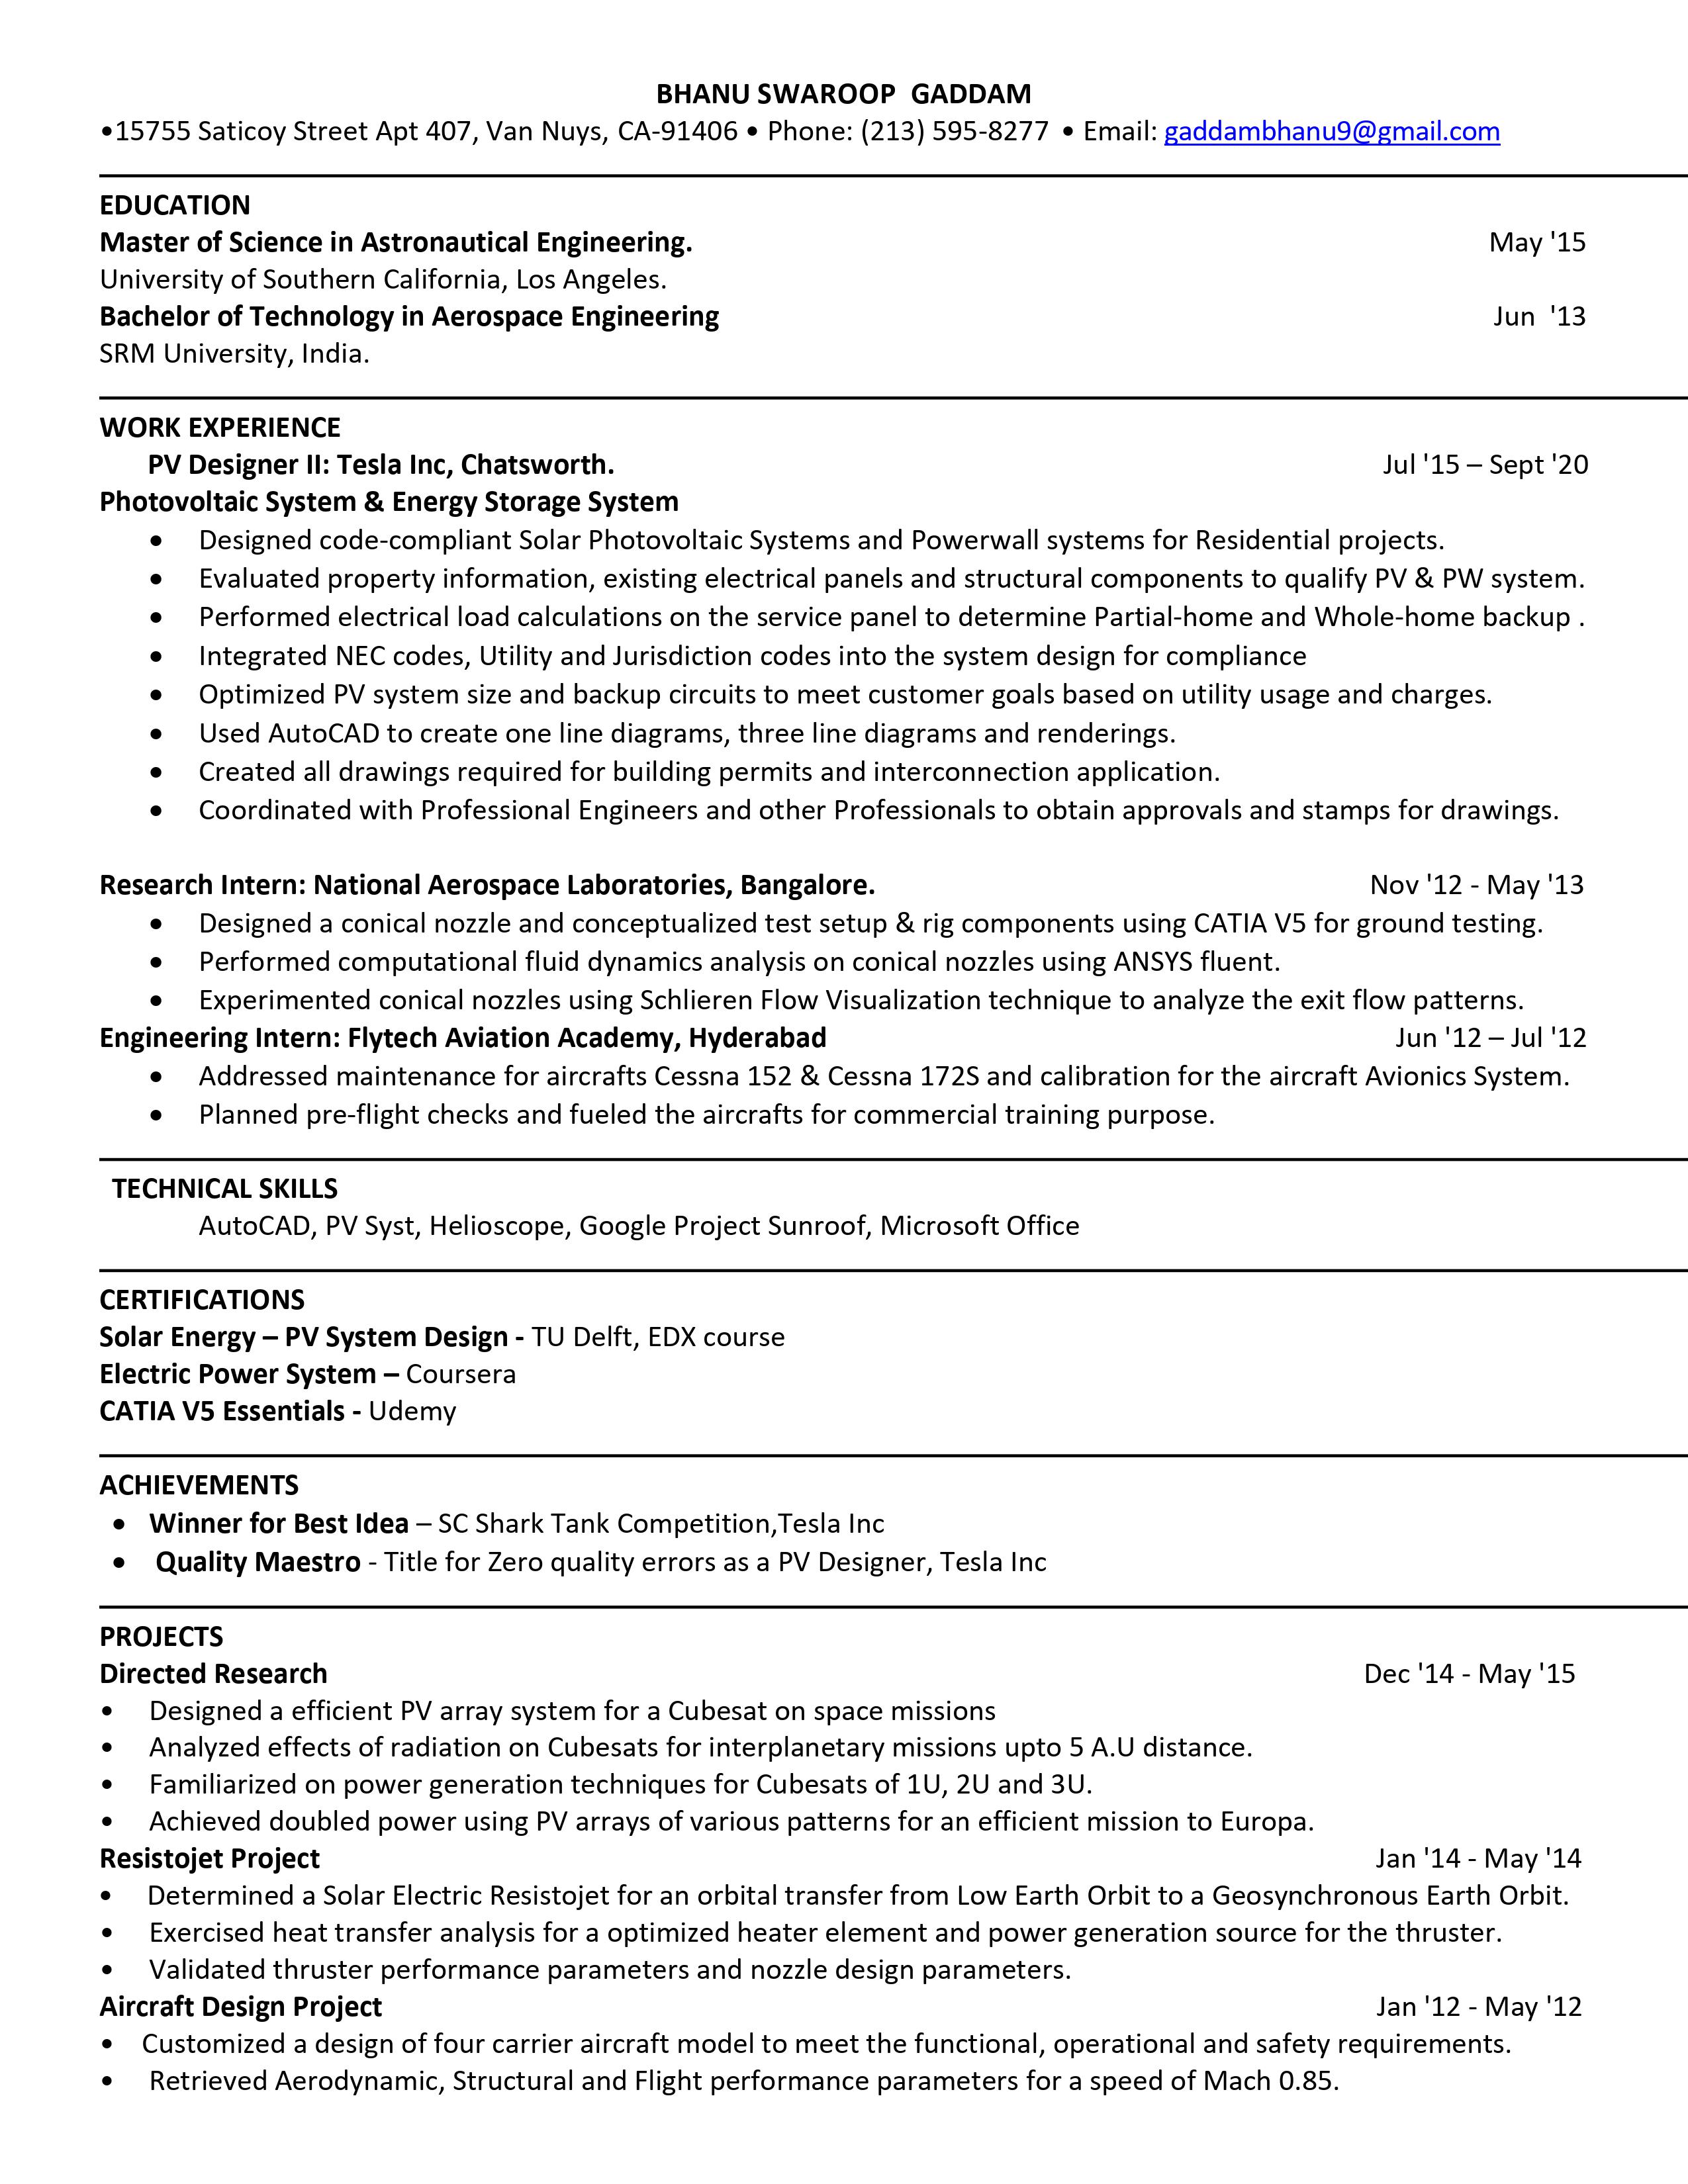 BHANU SWAROOP  GADDAM
•15755 Saticoy Street Apt 407, Van Nuys, CA-91406 • Phone: (213) 595-8277  • Email: gaddambhanu9@gmail.com
EDUCATION
Master of Science in Astronautical Engineering. May '15
University of Southern California, Los Angeles.
Bachelor of Technology in Aerospace Engineering Jun  '13
SRM University, India.
WORK EXPERIENCE
PV Designer II: Tesla Inc, Chatsworth. Jul '15 – Sept '20
Photovoltaic System & Energy Storage System
• Designed code-compliant Solar Photovoltaic Systems and Powerwall systems for Residential projects.
• Evaluated property information, existing electrical panels and structural components to qualify PV & PW system.
• Performed electrical load calculations on the service panel to determine Partial-home and Whole-home backup .
• Integrated NEC codes, Utility and Jurisdiction codes into the system design for compliance
• Optimized PV system size and backup circuits to meet customer goals based on utility usage and charges.
• Used AutoCAD to create one line diagrams, three line diagrams and renderings.
• Created all drawings required for building permits and interconnection application.
• Coordinated with Professional Engineers and other Professionals to obtain approvals and stamps for drawings.
Research Intern: National Aerospace Laboratories, Bangalore. Nov '12 - May '13
• Designed a conical nozzle and conceptualized test setup & rig components using CATIA V5 for ground testing.
• Performed computational fluid dynamics analysis on conical nozzles using ANSYS fluent.
• Experimented conical nozzles using Schlieren Flow Visualization technique to analyze the exit flow patterns.
Engineering Intern: Flytech Aviation Academy, Hyderabad Jun '12 – Jul '12
• Addressed maintenance for aircrafts Cessna 152 & Cessna 172S and calibration for the aircraft Avionics System.
• Planned pre-flight checks and fueled the aircrafts for commercial training purpose.
TECHNICAL SKILLS
AutoCAD, PV Syst, Helioscope, Google Project Sunroof, Microsoft Office
CERTIFICATIONS
Solar Energy – PV System Design - TU Delft, EDX course
Electric Power System – Coursera
CATIA V5 Essentials - Udemy
ACHIEVEMENTS
• Winner for Best Idea – SC Shark Tank Competition,Tesla Inc
• Quality Maestro - Title for Zero quality errors as a PV Designer, Tesla Inc
PROJECTS
Directed Research Dec '14 - May '15
• Designed a efficient PV array system for a Cubesat on space missions
• Analyzed effects of radiation on Cubesats for interplanetary missions upto 5 A.U distance.
• Familiarized on power generation techniques for Cubesats of 1U, 2U and 3U.
• Achieved doubled power using PV arrays of various patterns for an efficient mission to Europa.
Resistojet Project Jan '14 - May '14
• Determined a Solar Electric Resistojet for an orbital transfer from Low Earth Orbit to a Geosynchronous Earth Orbit.
• Exercised heat transfer analysis for a optimized heater element and power generation source for the thruster.
• Validated thruster performance parameters and nozzle design parameters.
Aircraft Design Project Jan '12 - May '12
• Customized a design of four carrier aircraft model to meet the functional, operational and safety requirements.
• Retrieved Aerodynamic, Structural and Flight performance parameters for a speed of Mach 0.85.